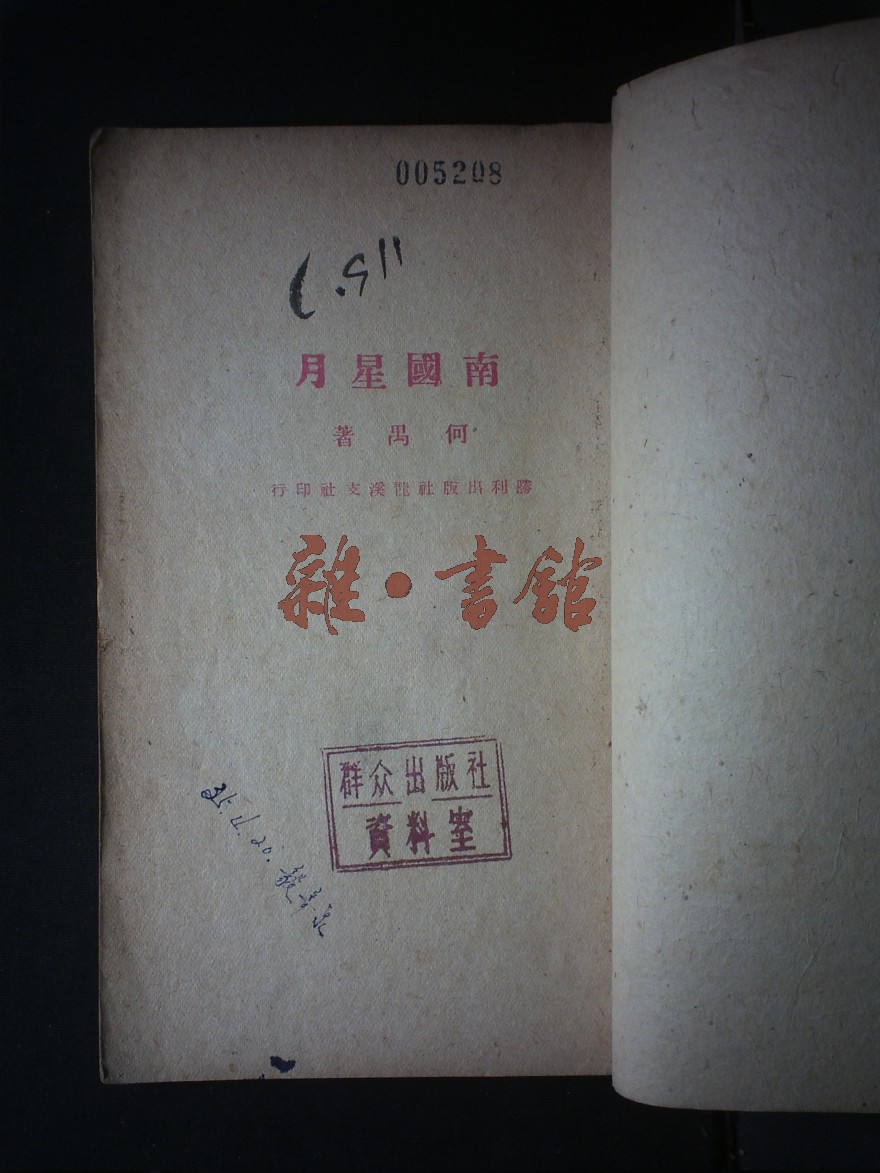 005208
南國星月
何禺著
勝利出版社龍溪支社印行
雜·書館
群众出版社
資料室